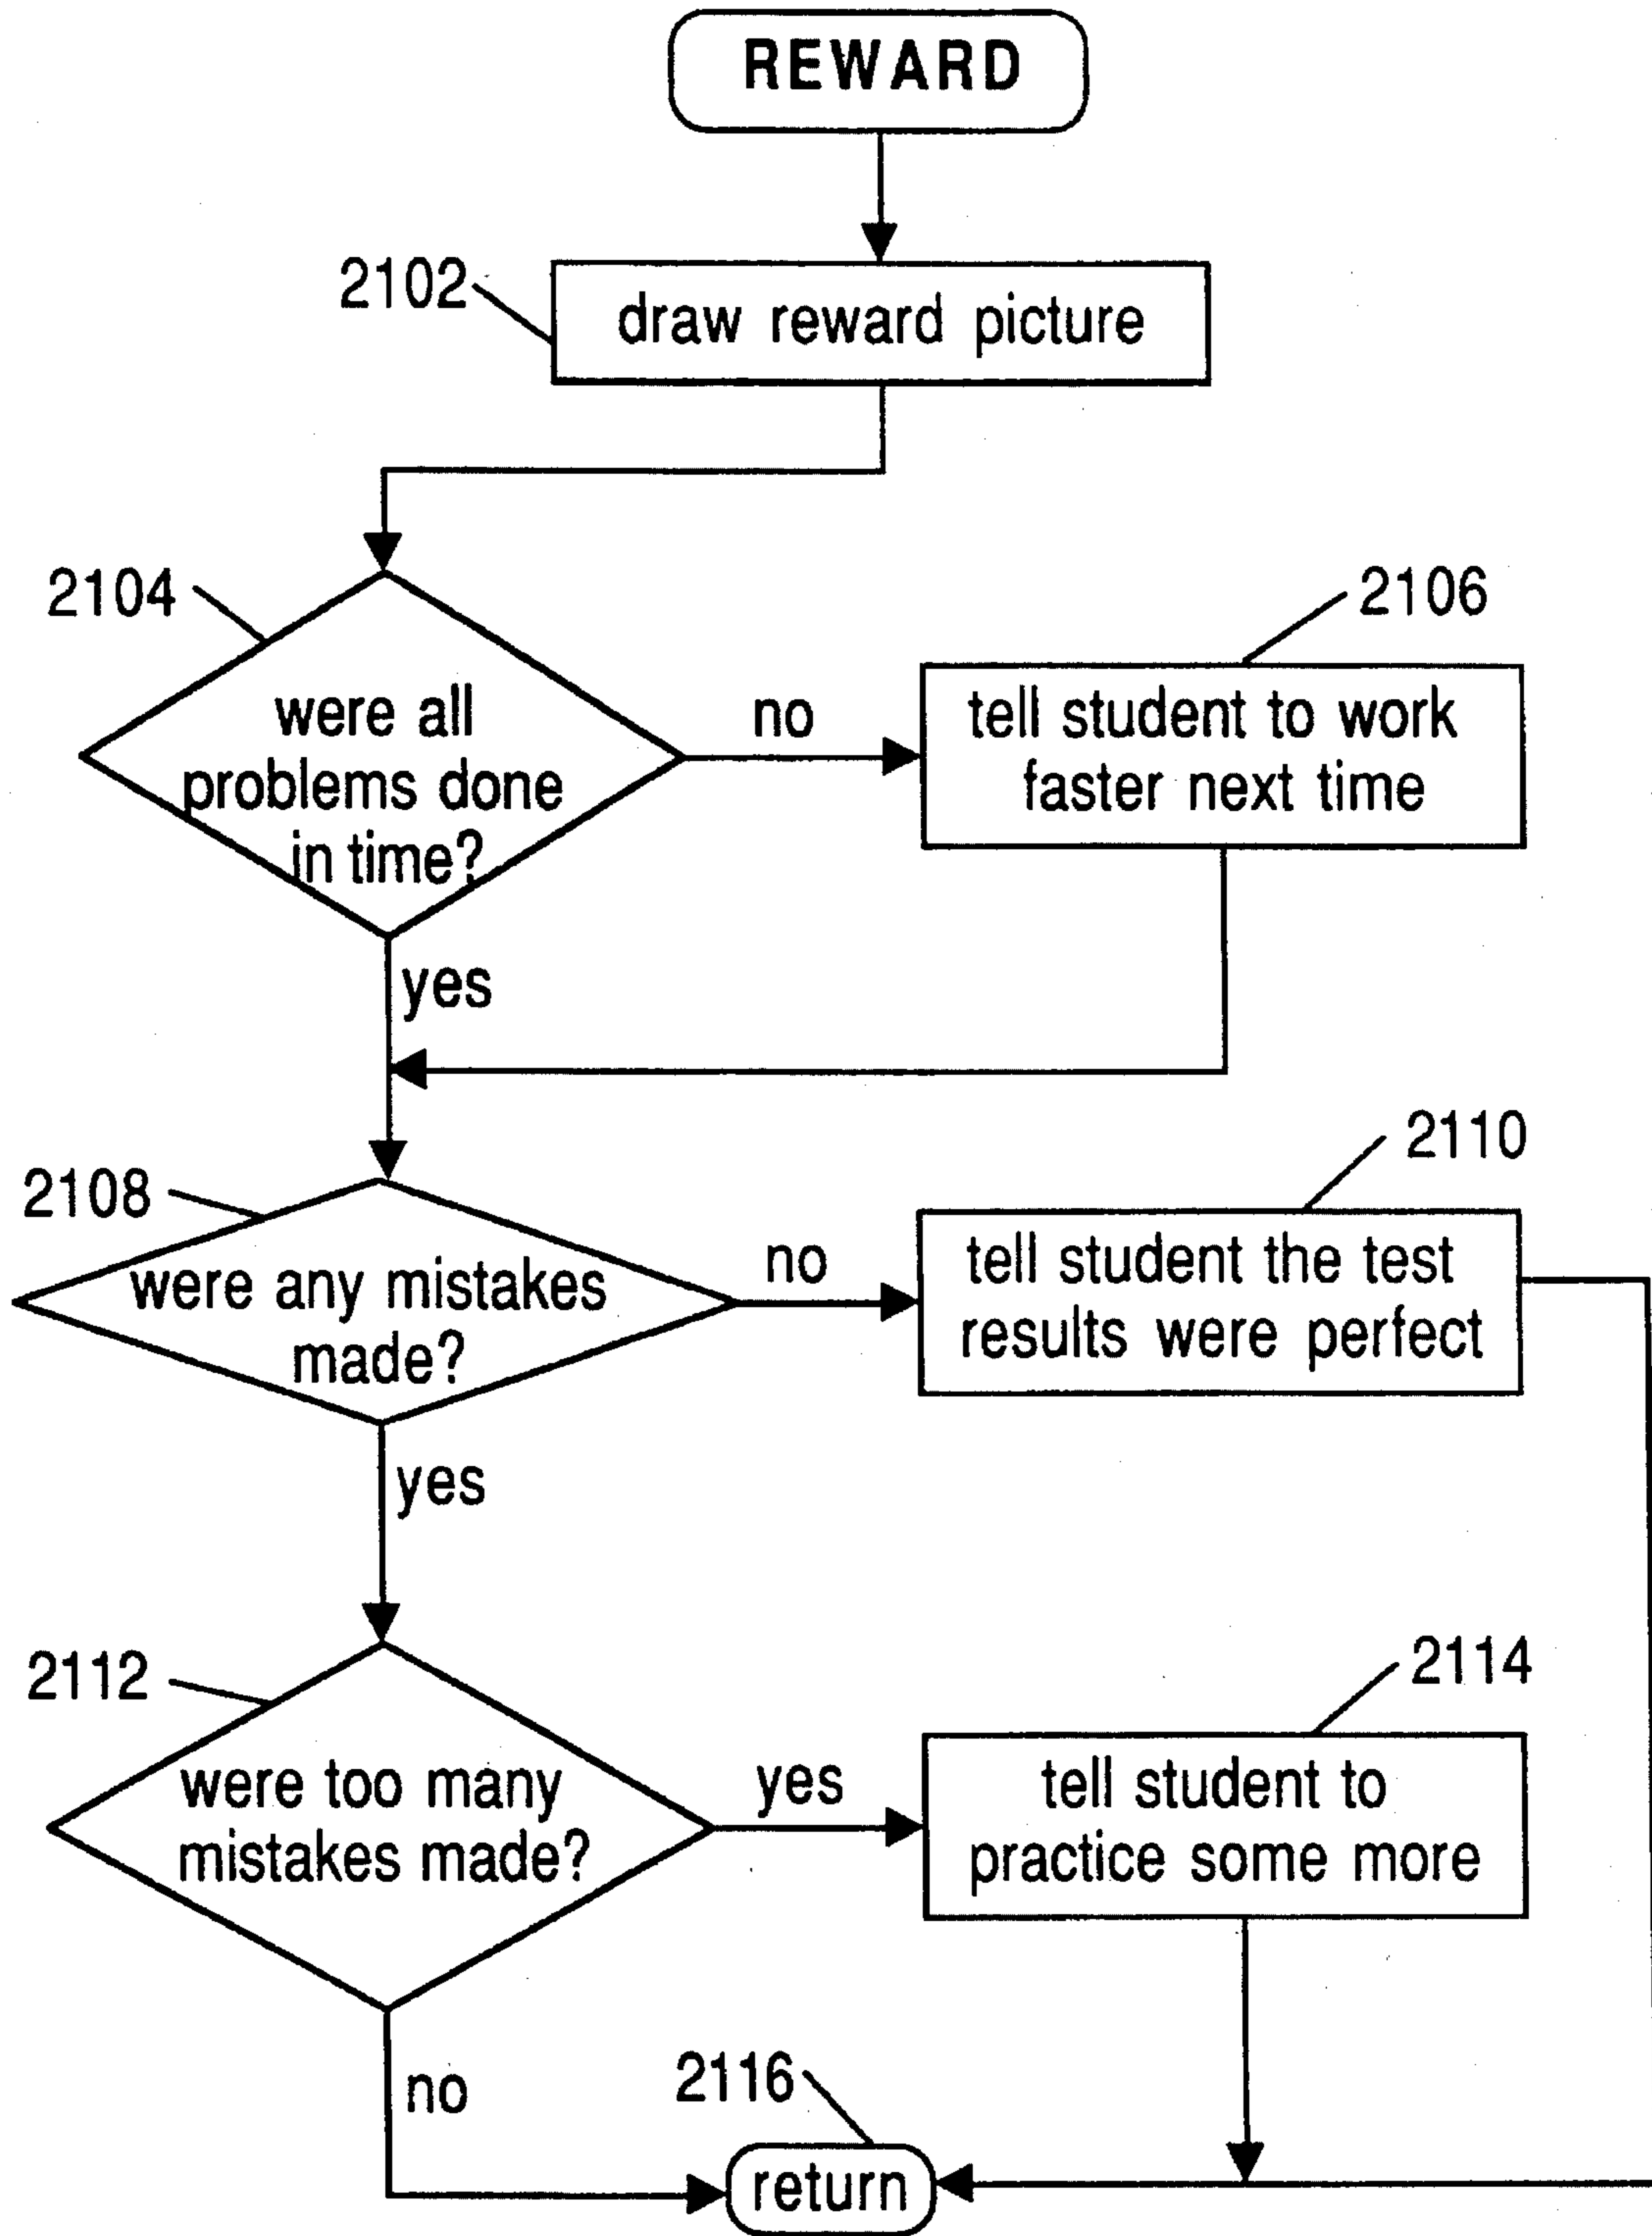 REWARD
2102
draw reward picture
2104
were all
problems done
in time?
no
2106
tell student to work
faster next time
yes
2108
were any mistakes
made?
no
2110
tell student the test
results were perfect
yes
2112
were too many
mistakes made?
yes
2114
tell student to
practice some more
no
2116
return